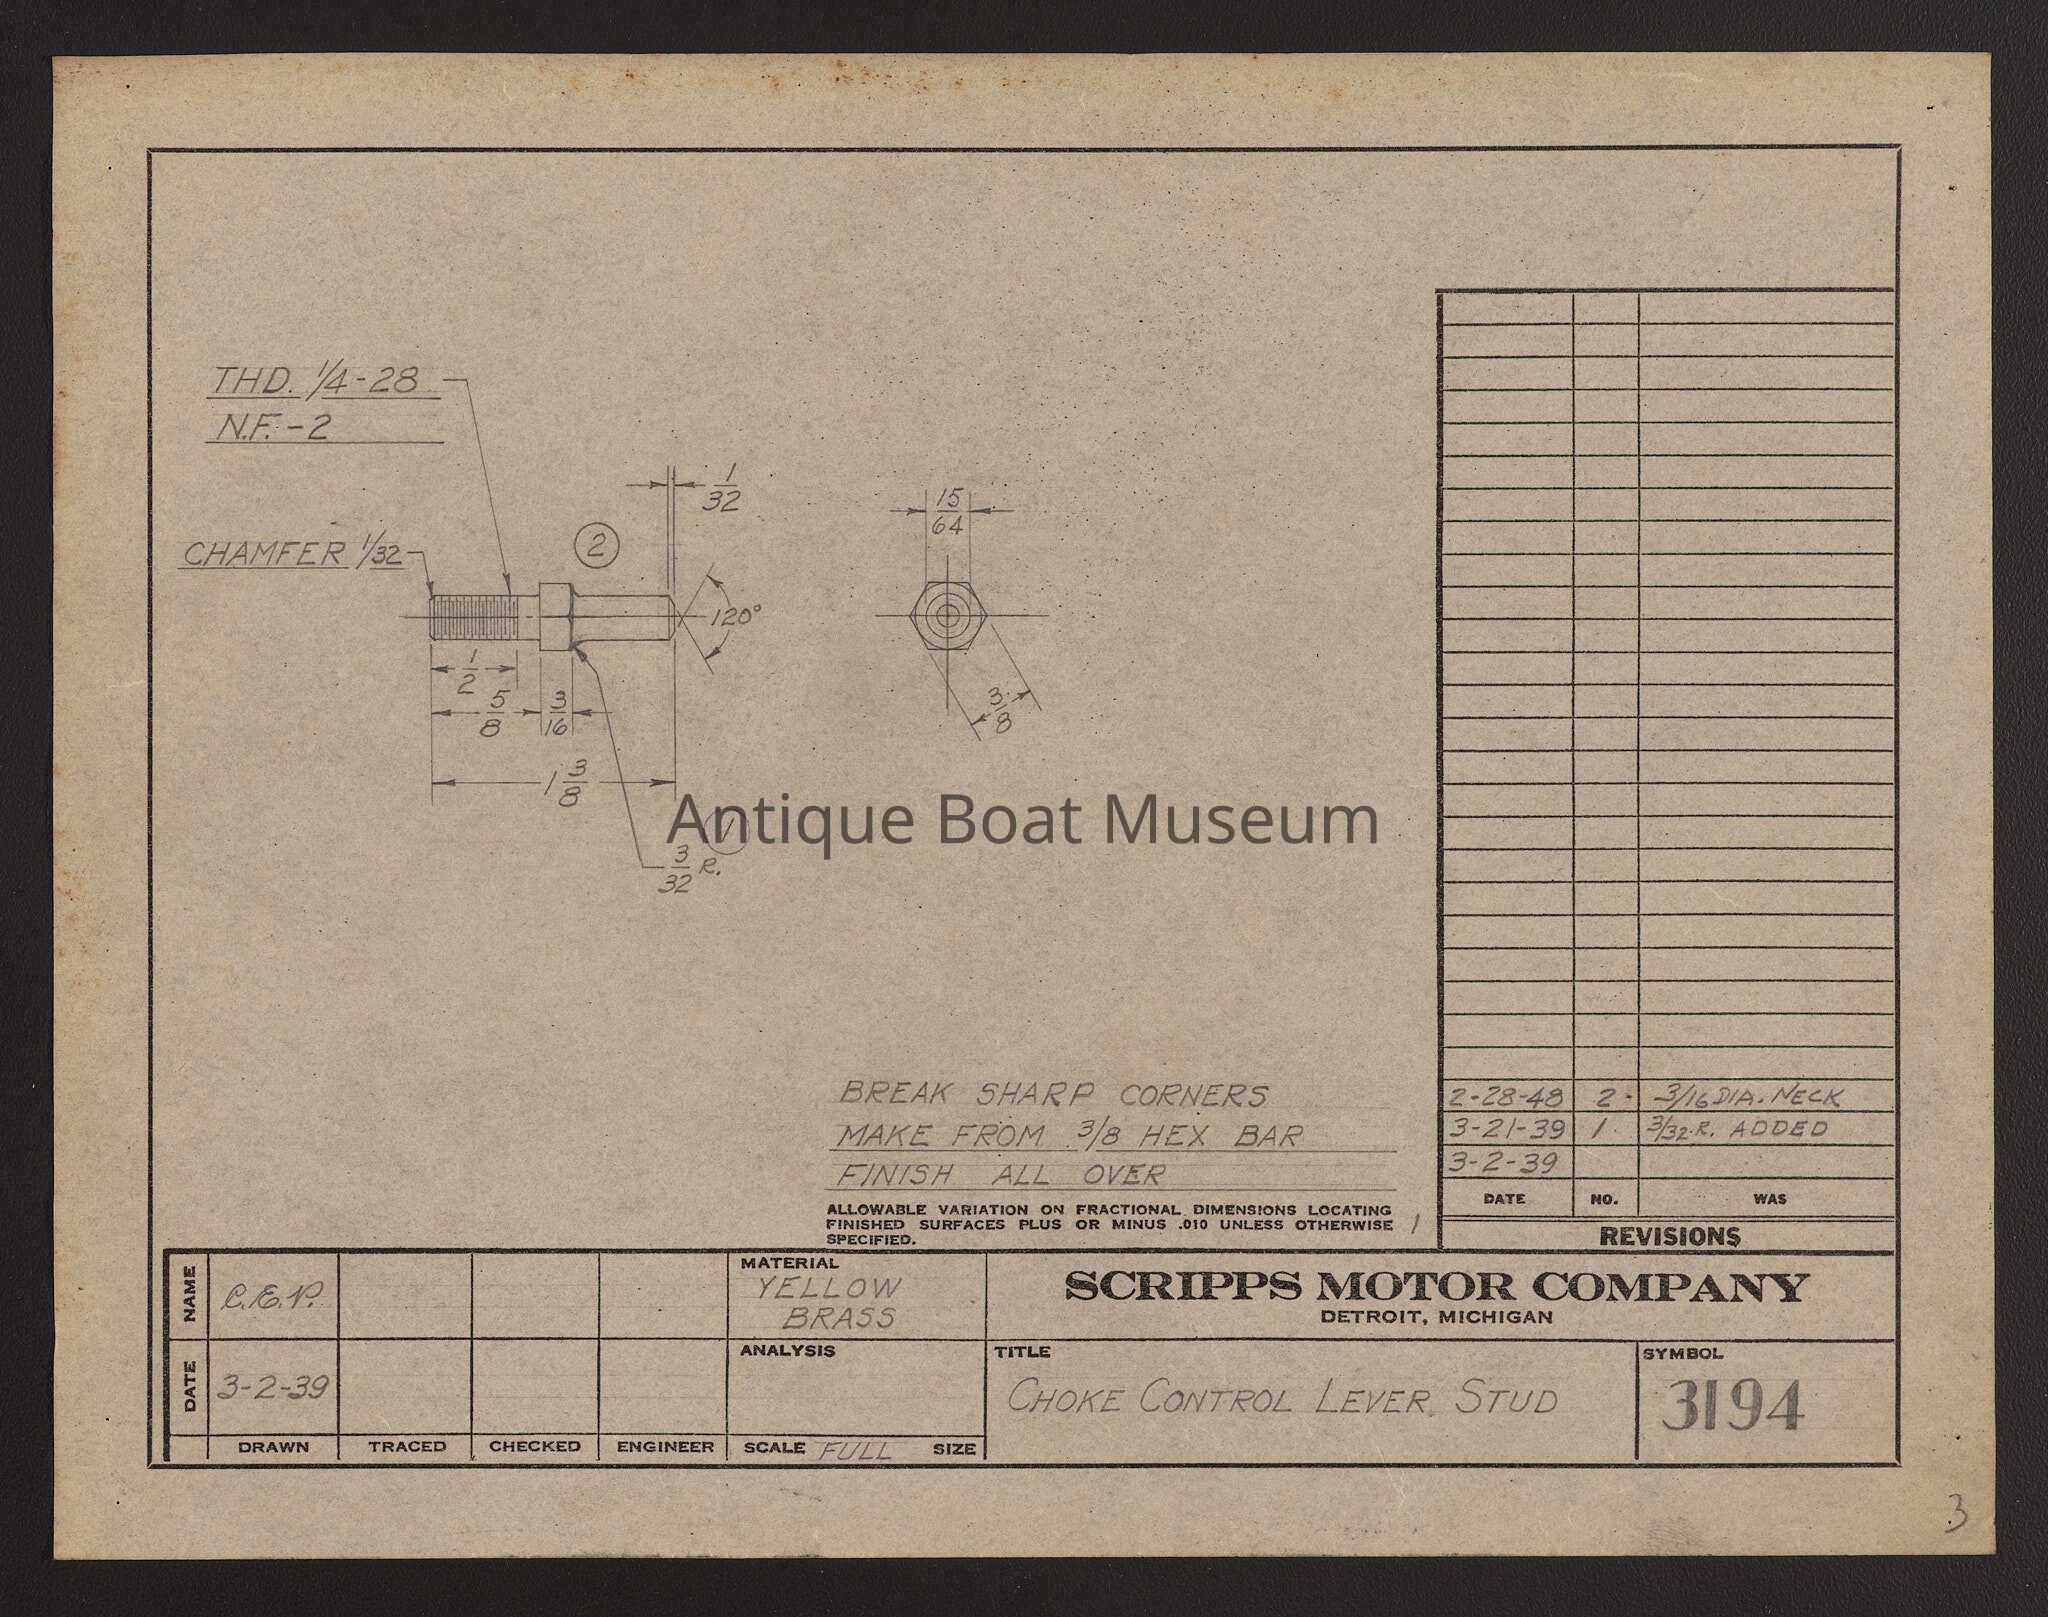 THD. 1/4-28
N.F.-2
CHAMFER 1/32
1/32
2
120°
1/2
5/8
3/16
1 3/8
1
3/32 R.
15/64
3/8
Antique Boat Museum
BREAK SHARP CORNERS
MAKE FROM 3/8 HEX BAR
FINISH ALL OVER
ALLOWABLE VARIATION ON FRACTIONAL DIMENSIONS LOCATING
FINISHED SURFACES PLUS OR MINUS .010 UNLESS OTHERWISE
SPECIFIED.
1
2-28-48 2- 3/16 DIA. NECK
3-21-39 1. 3/32 R. ADDED
3-2-39
DATE NO. WAS
REVISIONS
NAME C.E.P.
DATE 3-2-39
DRAWN TRACED CHECKED ENGINEER
MATERIAL
YELLOW
BRASS
ANALYSIS
SCALE FULL SIZE
SCRIPPS MOTOR COMPANY
DETROIT, MICHIGAN
TITLE
CHOKE CONTROL LEVER STUD
SYMBOL
3194
3